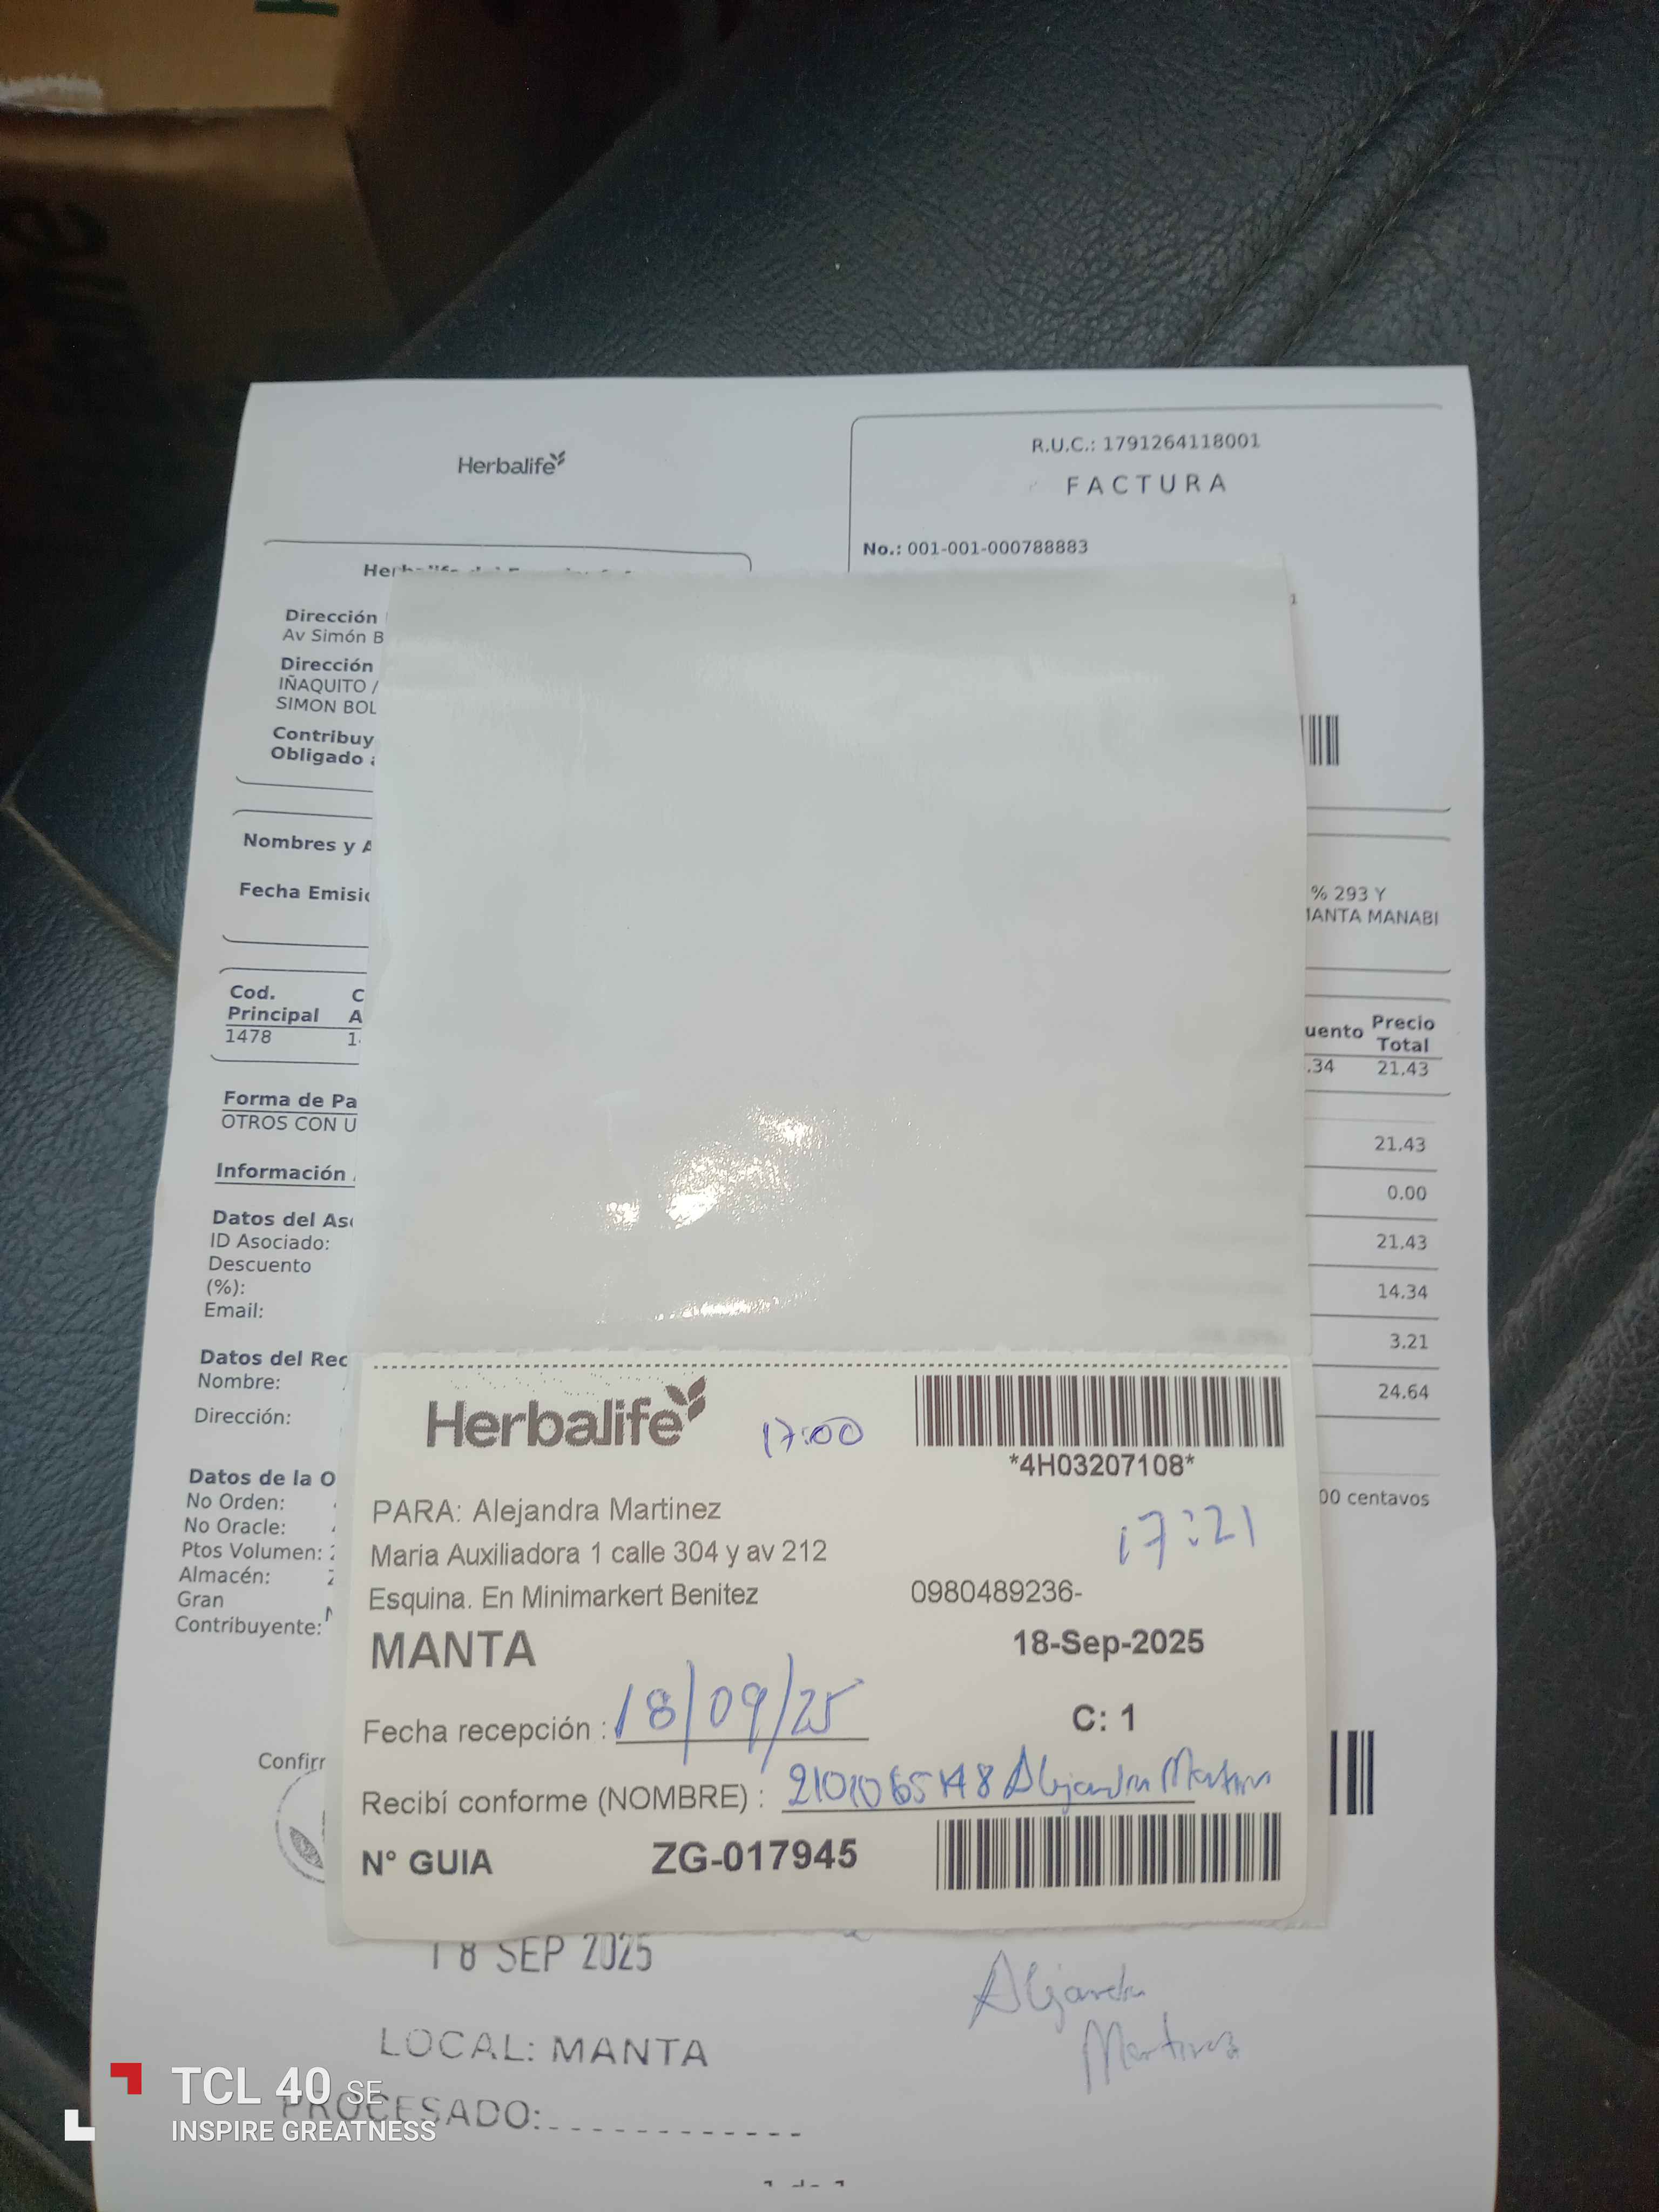 Herbalife
R.U.C.: 1791264118001
FACTURA
No.: 001-001-000788883
Dirección
Av Simón B
Dirección
IÑAQUITO /
SIMON BOL
Contribuy
Obligado
Nombres y A
Fecha Emisi
% 293 Y
MANTA MANABI
Cod.
Principal
1478
uento Precio
Total
.34 21.43
Forma de Pa
OTROS CON U
21.43
Información
0.00
Datos del Aso
ID Asociado:
21.43
Descuento
(%):
14.34
Email:
3.21
Datos del Rec
Nombre:
24.64
Dirección:
Datos de la O
No Orden:
00 centavos
No Oracle:
Ptos Volumen:
Almacén:
Gran
Contribuyente:
Herbalife 17:00
*4H03207108*
PARA: Alejandra Martinez
17:21
Maria Auxiliadora 1 calle 304 y av 212
Esquina. En Minimarkert Benitez 0980489236-
MANTA 18-Sep-2025
Fecha recepción : 18/09/25 C: 1
Recibí conforme (NOMBRE) : Alejandra Martinez
N° GUIA ZG-017945
Confirr
18 SEP 2025
Alejandra
Martinez
LOCAL: MANTA
PROCESADO:
TCL 40 SE
INSPIRE GREATNESS